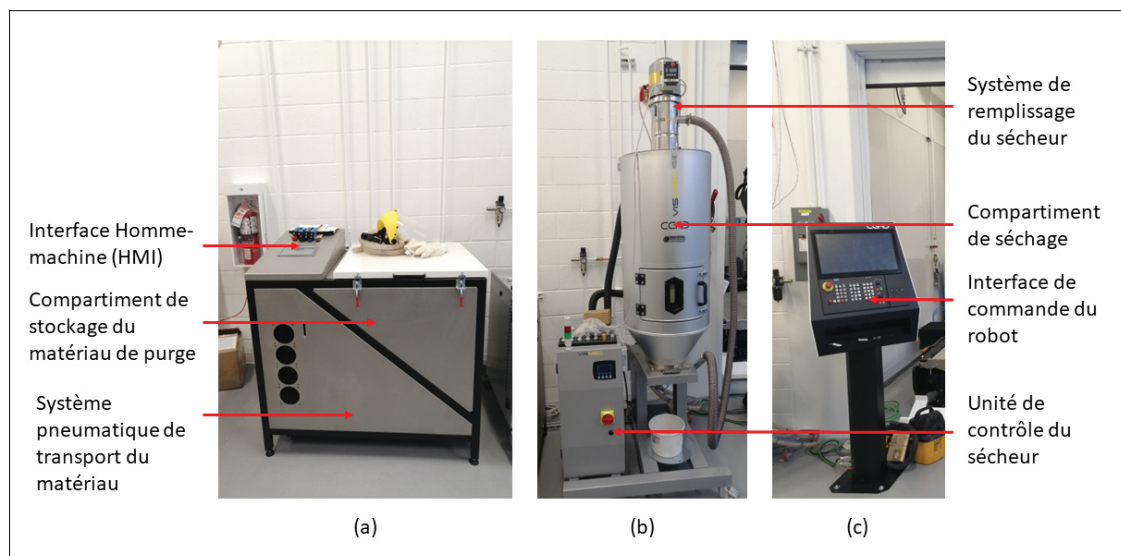 Système de
remplissage
du sécheur
Interface Homme-
machine (HMI)
Compartiment
de séchage
Compartiment de
stockage du
matériau de purge
Interface de
commande du
robot
Système
pneumatique de
transport du
matériau
Unité de
contrôle du
sécheur
(a)
(b)
(c)